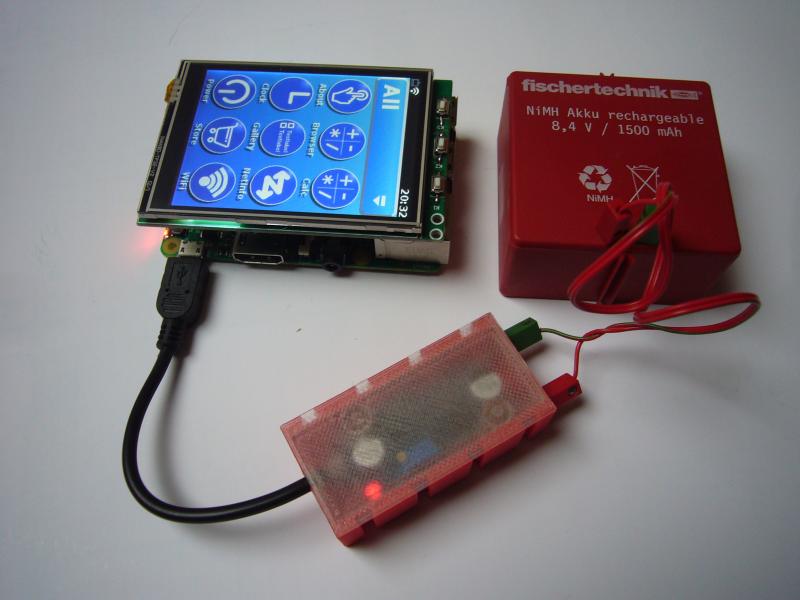 All
20:32
About
Browser
Calc
Clock
Gallery
NetInfo
Power
Store
WiFi
fischertechnik
NiMH Akku rechargeable
8,4 V / 1500 mAh
NiMH